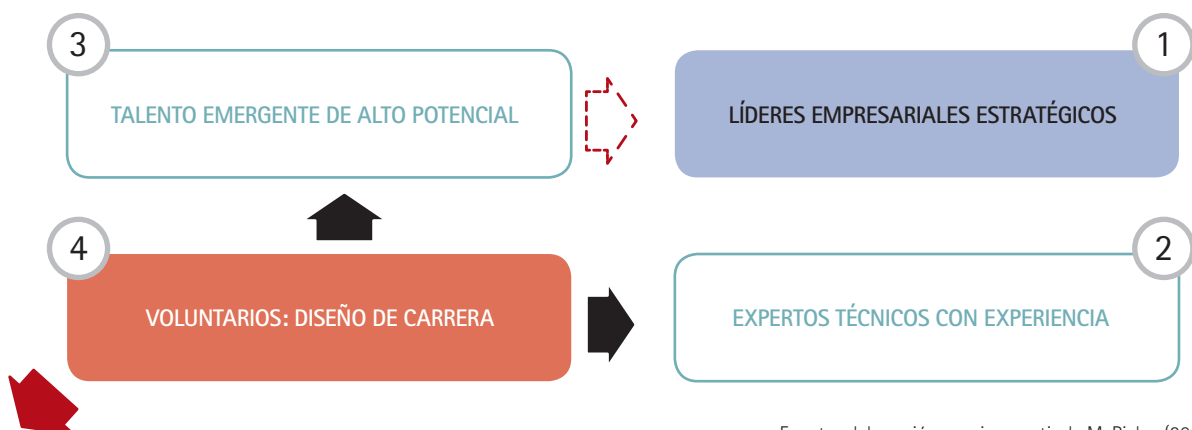 3
TALENTO EMERGENTE DE ALTO POTENCIAL
1
LÍDERES EMPRESARIALES ESTRATÉGICOS
4
VOLUNTARIOS: DISEÑO DE CARRERA
2
EXPERTOS TÉCNICOS CON EXPERIENCIA